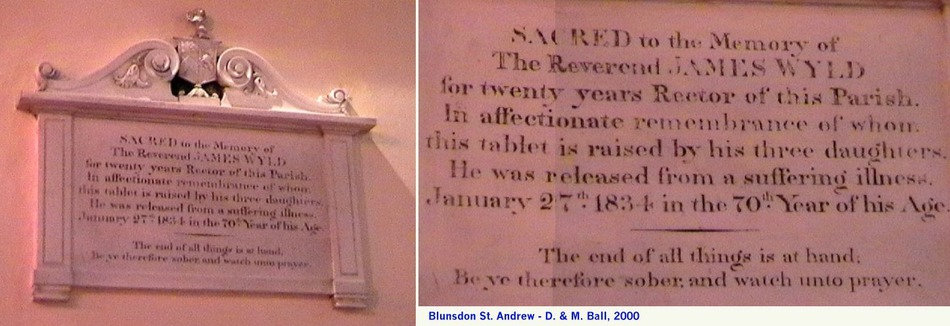 SACRED to the Memory of
The Reverend JAMES WYLD
for twenty years Rector of this Parish.
In affectionate remembrance of whom
this tablet is raised by his three daughters.
He was released from a suffering illness.
January 27th 1834 in the 70th Year of his Age
The end of all things is at hand,
Be ye therefore sober, and watch unto prayer.
SACRED to the Memory of
The Reverend JAMES WYLD
for twenty years Rector of this Parish.
In affectionate remembrance of whom.
this tablet is raised by his three daughters.
He was released from a suffering illness.
January 27th 1834 in the 70th Year of his Age.
The end of all things is at hand;
Be ye therefore sober, and watch unto prayer.
Blunsdon St. Andrew - D. & M. Ball, 2000